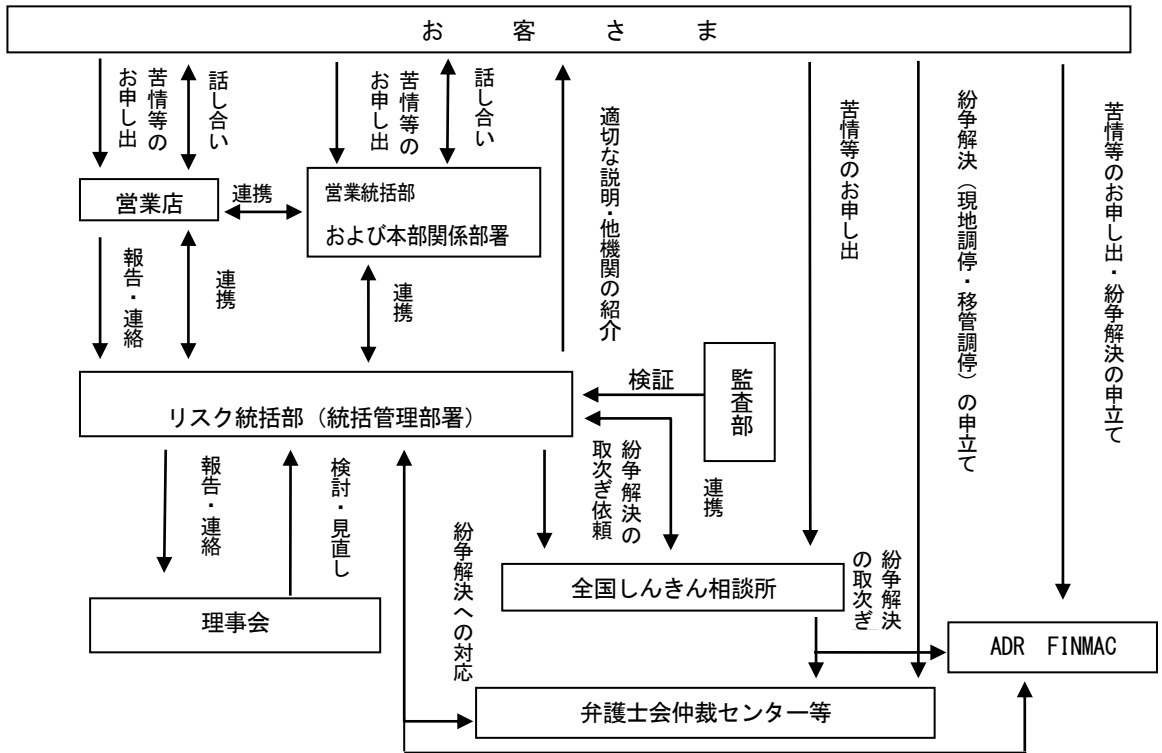 お客さま
苦情等の
お申し出
話し合い
苦情等の
お申し出
話し合い
適切な説明・他機関の紹介
苦情等のお申し出
紛争解決（現地調停・移管調停）の申立て
苦情等のお申し出・紛争解決の申立て
営業店
連携
営業統括部
および本部関係部署
報告・連絡
連携
連携
リスク統括部（統括管理部署）
検証
監査部
報告・連絡
検討・見直し
紛争解決への対応
紛争解決の
取次ぎ依頼
連携
全国しんきん相談所
紛争解決
の取次ぎ
理事会
ADR FINMAC
弁護士会仲裁センター等